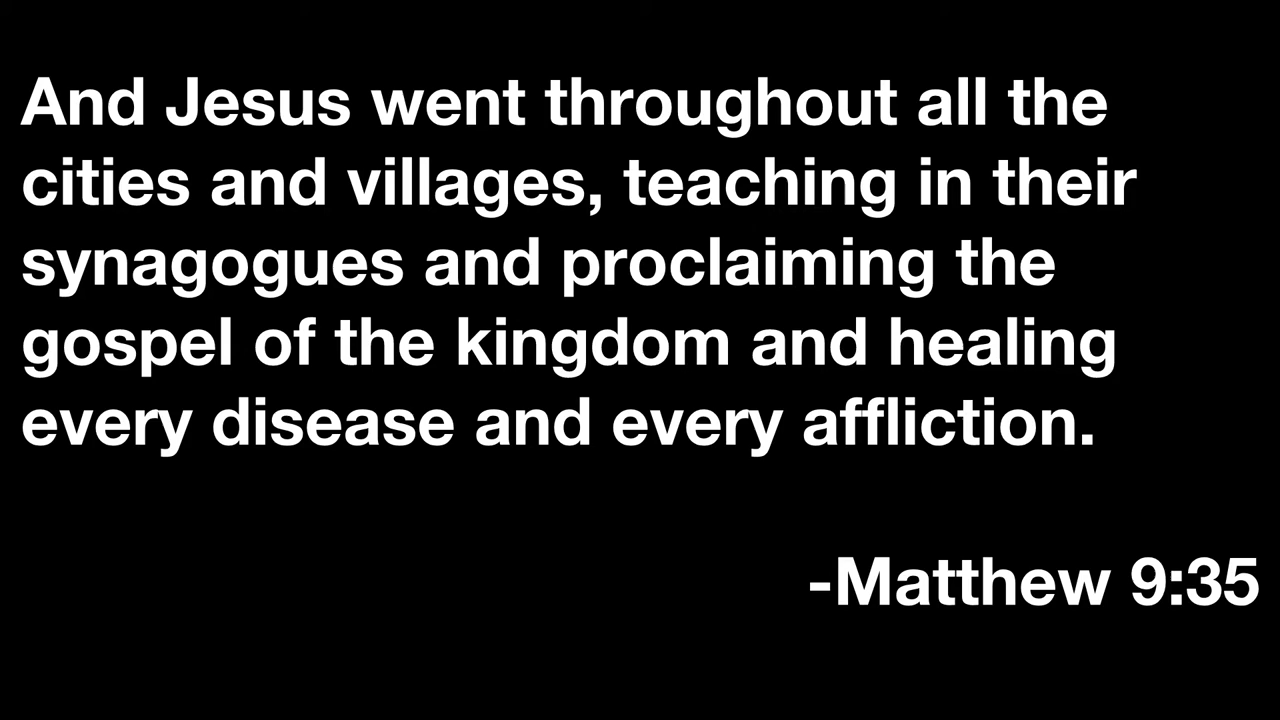 And Jesus went throughout all the
cities and villages, teaching in their
synagogues and proclaiming the
gospel of the kingdom and healing
every disease and every affliction.
-Matthew 9:35